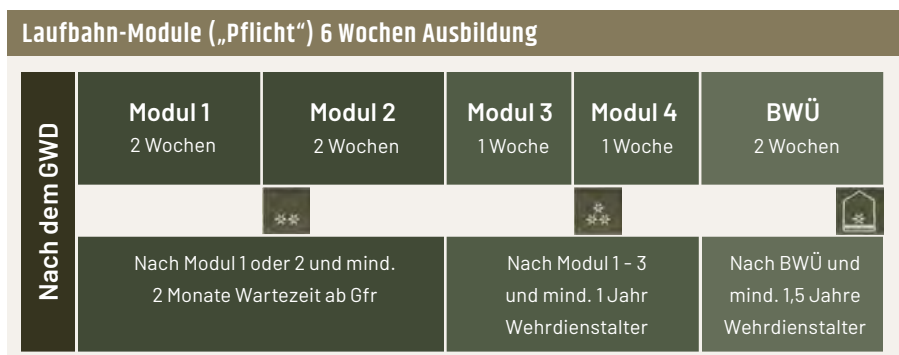 Laufbahn-Module („Pflicht“) 6 Wochen Ausbildung
Nach dem GWD
Modul 1
2 Wochen
Modul 2
2 Wochen
Modul 3
1 Woche
Modul 4
1 Woche
BWÜ
2 Wochen
Nach Modul 1 oder 2 und mind.
2 Monate Wartezeit ab Gfr
Nach Modul 1 - 3
und mind. 1 Jahr
Wehrdienstalter
Nach BWÜ und
mind. 1,5 Jahre
Wehrdienstalter